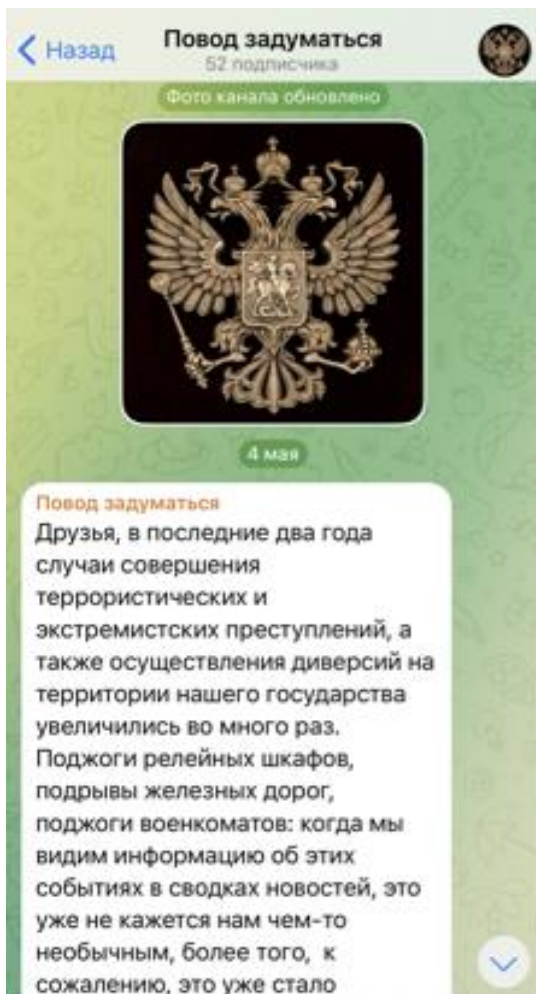 Назад
Повод задуматься
52 подписчика
Фото канала обновлено
4 мая
Повод задуматься
Друзья, в последние два года
случаи совершения
террористических и
экстремистских преступлений, а
также осуществления диверсий на
территории нашего государства
увеличились во много раз.
Поджоги релейных шкафов,
подрывы железных дорог,
поджоги военкоматов: когда мы
видим информацию об этих
событиях в сводках новостей, это
уже не кажется нам чем-то
необычным, более того, к
сожалению, это уже стало